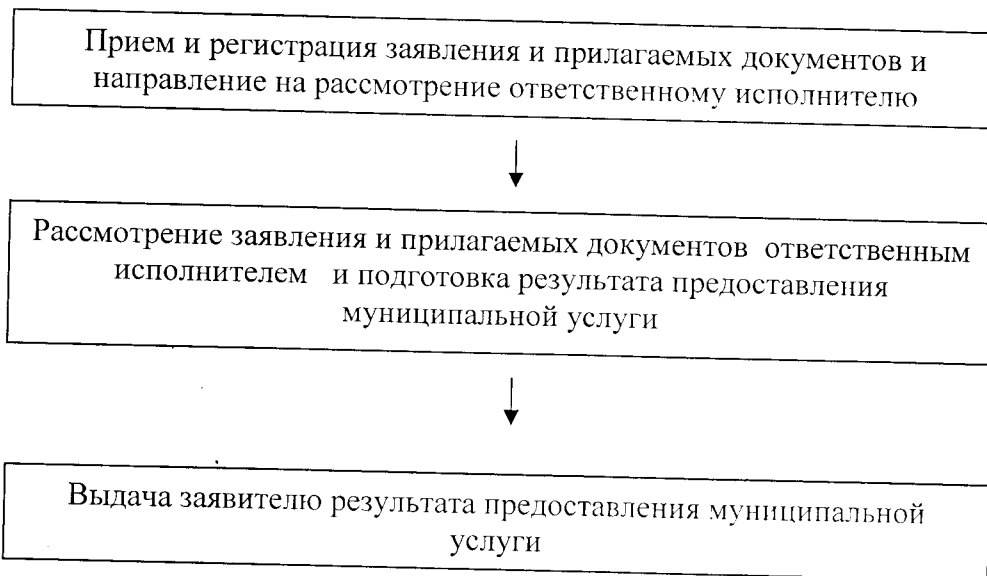 Прием и регистрация заявления и прилагаемых документов и
направление на рассмотрение ответственному исполнителю
Рассмотрение заявления и прилагаемых документов ответственным
исполнителем и подготовка результата предоставления
муниципальной услуги
Выдача заявителю результата предоставления муниципальной
услуги